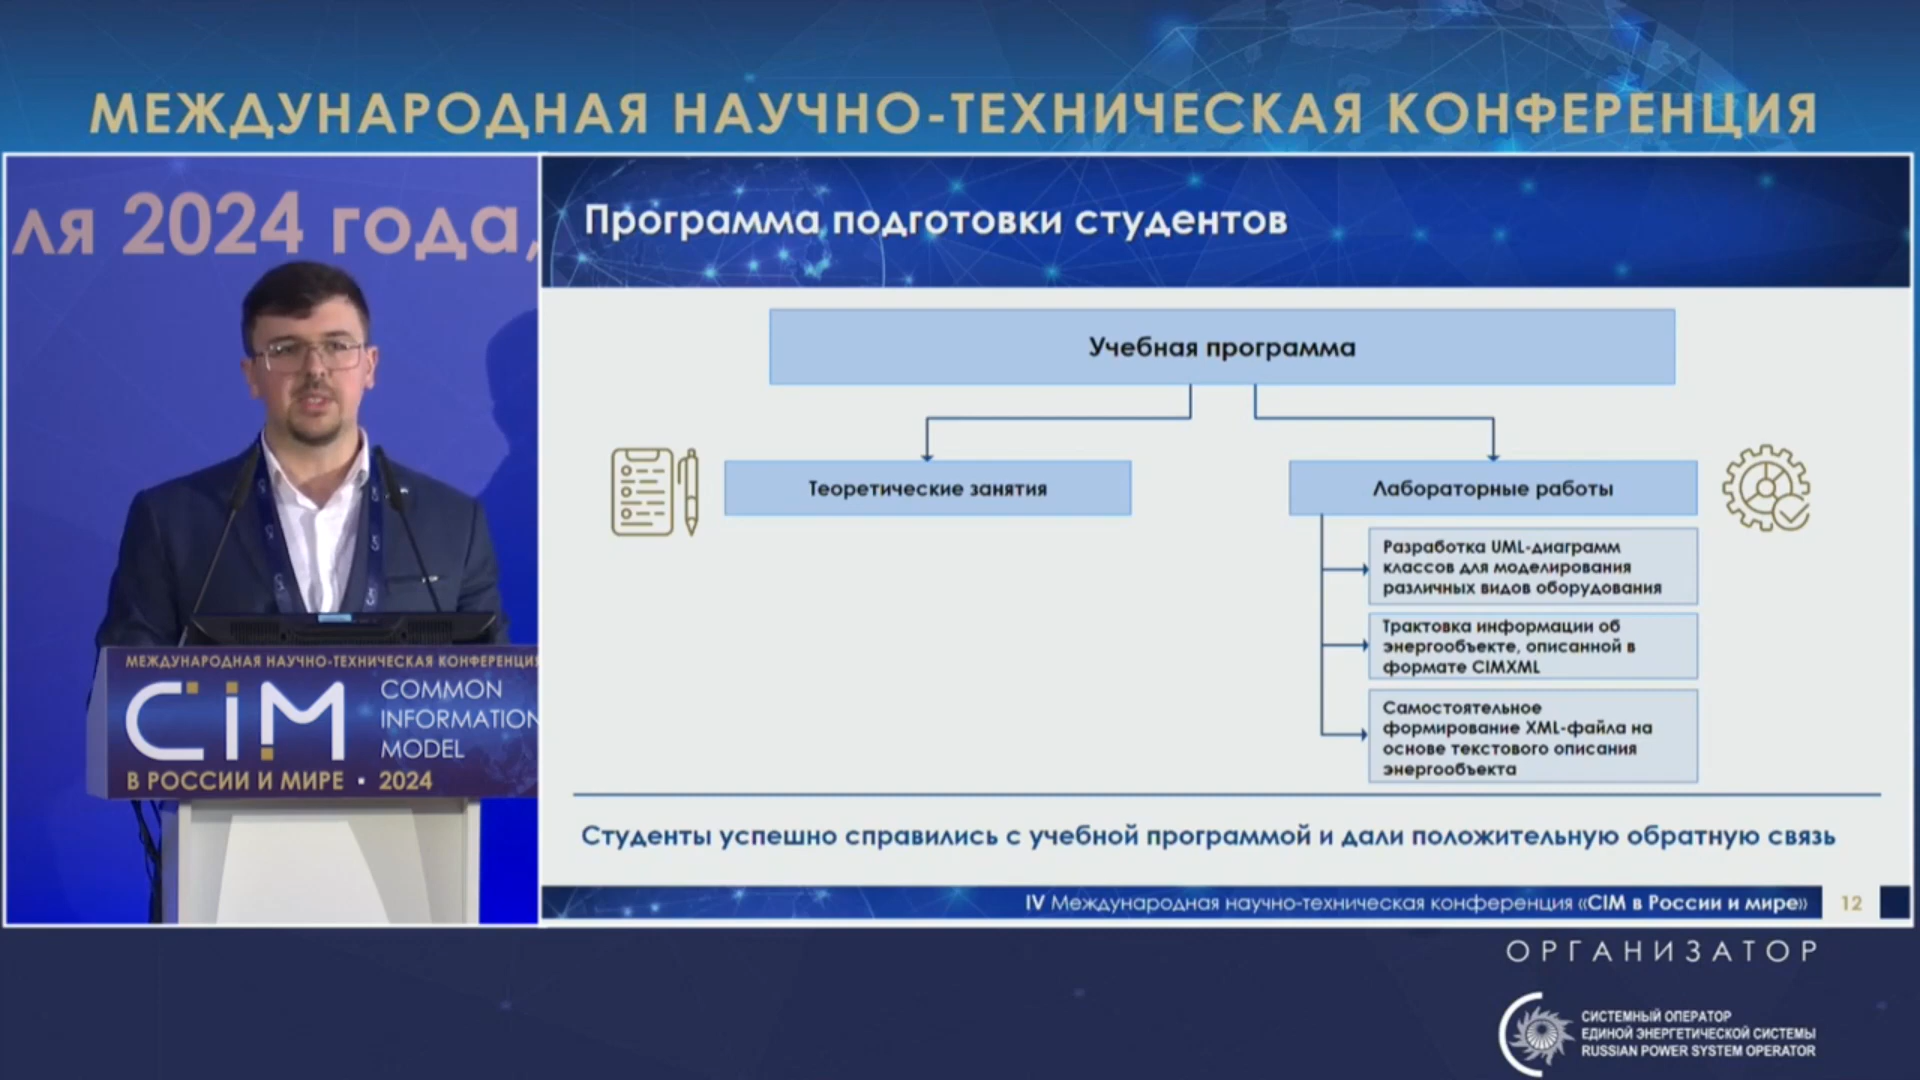 МЕЖДУНАРОДНАЯ НАУЧНО-ТЕХНИЧЕСКАЯ КОНФЕРЕНЦИЯ
2024 года,
МЕЖДУНАРОДНАЯ НАУЧНО-ТЕХНИЧЕСКАЯ КОНФЕРЕНЦИЯ
CIM
COMMON
INFORMATION
MODEL
В РОССИИ И МИРЕ ▪ 2024
Программа подготовки студентов
Учебная программа
Теоретические занятия
Лабораторные работы
Разработка UML-диаграмм
классов для моделирования
различных видов оборудования
Трактовка информации об
энергообъекте, описанной в
формате CIMXML
Самостоятельное
формирование XML-файла на
основе текстового описания
энергообъекта
Студенты успешно справились с учебной программой и дали положительную обратную связь
IV Международная научно-техническая конференция «CIM в России и мире»
12
ОРГАНИЗАТОР
СИСТЕМНЫЙ ОПЕРАТОР
ЕДИНОЙ ЭНЕРГЕТИЧЕСКОЙ СИСТЕМЫ
RUSSIAN POWER SYSTEM OPERATOR